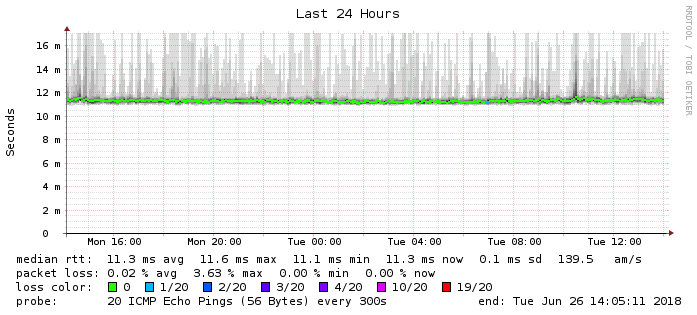 Last 24 Hours
RRDTOOL / TOBI OETIKER
Seconds
16 m
14 m
12 m
10 m
8 m
6 m
4 m
2 m
0
Mon 16:00 Mon 20:00 Tue 00:00 Tue 04:00 Tue 08:00 Tue 12:00
median rtt: 11.3 ms avg 11.6 ms max 11.1 ms min 11.3 ms now 0.1 ms sd 139.5 am/s
packet loss: 0.02 % avg 3.63 % max 0.00 % min 0.00 % now
loss color: 0 1/20 2/20 3/20 4/20 10/20 19/20
probe: 20 ICMP Echo Pings (56 Bytes) every 300s end: Tue Jun 26 14:05:11 2018